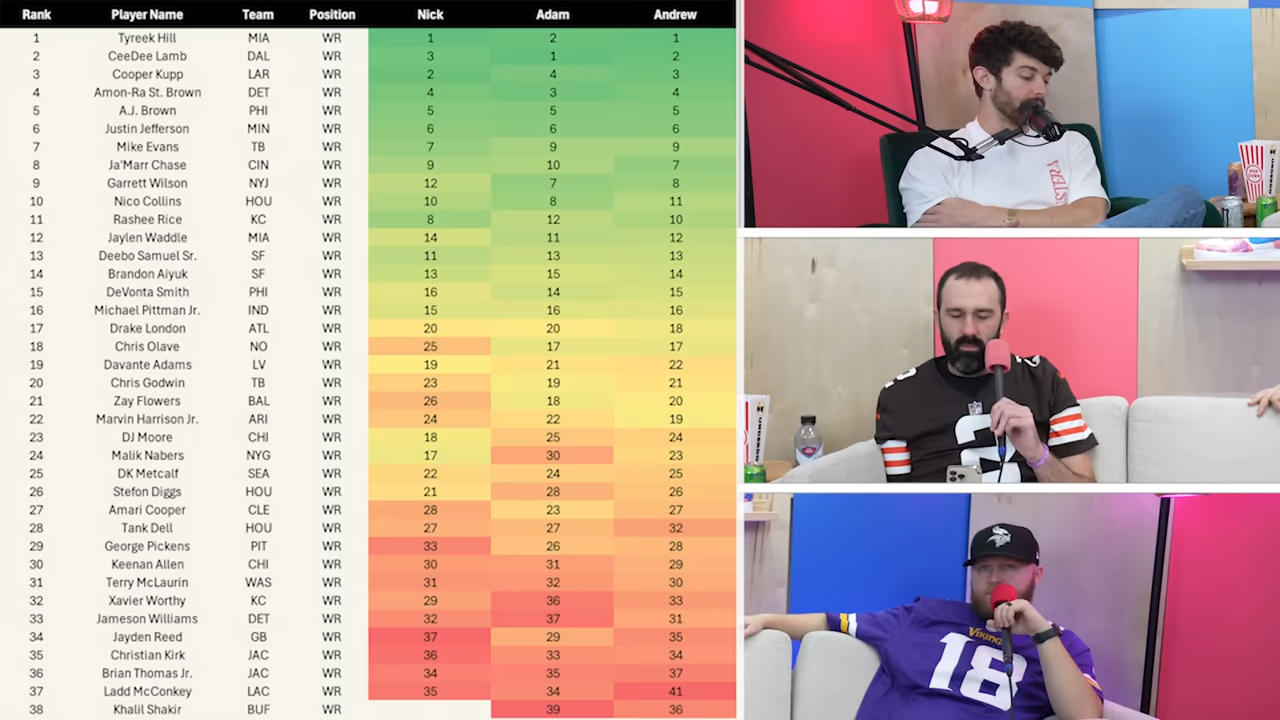 Rank Player Name Team Position Nick Adam Andrew
1 Tyreek Hill MIA WR 1 2 1
2 CeeDee Lamb DAL WR 3 1 2
3 Cooper Kupp LAR WR 2 4 3
4 Amon-Ra St. Brown DET WR 4 3 4
5 A.J. Brown PHI WR 5 5 5
6 Justin Jefferson MIN WR 6 6 6
7 Mike Evans TB WR 7 9 9
8 Ja'Marr Chase CIN WR 9 10 7
9 Garrett Wilson NYJ WR 12 7 8
10 Nico Collins HOU WR 10 8 11
11 Rashee Rice KC WR 8 12 10
12 Jaylen Waddle MIA WR 14 11 12
13 Deebo Samuel Sr. SF WR 11 13 13
14 Brandon Aiyuk SF WR 13 15 14
15 DeVonta Smith PHI WR 16 14 15
16 Michael Pittman Jr. IND WR 15 16 16
17 Drake London ATL WR 20 20 18
18 Chris Olave NO WR 25 17 17
19 Davante Adams LV WR 19 21 22
20 Chris Godwin TB WR 23 19 21
21 Zay Flowers BAL WR 26 18 20
22 Marvin Harrison Jr. ARI WR 24 22 19
23 DJ Moore CHI WR 18 25 24
24 Malik Nabers NYG WR 17 30 23
25 DK Metcalf SEA WR 22 24 25
26 Stefon Diggs HOU WR 21 28 26
27 Amari Cooper CLE WR 28 23 27
28 Tank Dell HOU WR 27 27 32
29 George Pickens PIT WR 33 26 28
30 Keenan Allen CHI WR 30 31 29
31 Terry McLaurin WAS WR 31 32 30
32 Xavier Worthy KC WR 29 36 33
33 Jameson Williams DET WR 32 37 31
34 Jayden Reed GB WR 37 29 35
35 Christian Kirk JAC WR 36 33 34
36 Brian Thomas Jr. JAC WR 34 35 37
37 Ladd McConkey LAC WR 35 34 41
38 Khalil Shakir BUF WR 39 36
2
VIKINGS
18